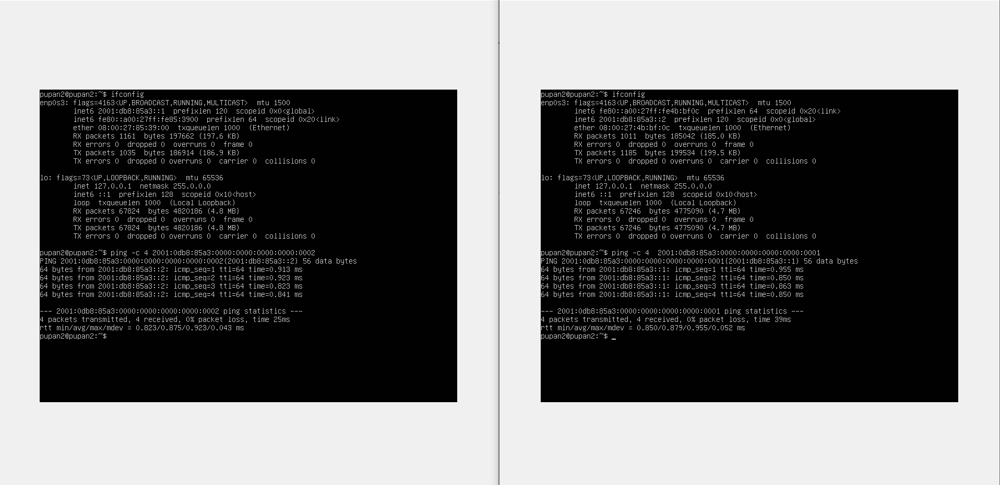 pupan2@pupan2:~$ ifconfig
enp0s3: flags=4163<UP,BROADCAST,RUNNING,MULTICAST>  mtu 1500
        inet6 2001:db8:85a3::1  prefixlen 120  scopeid 0x0<global>
        inet6 fe80::a00:27ff:fe85:3900  prefixlen 64  scopeid 0x20<link>
        ether 08:00:27:85:39:00  txqueuelen 1000  (Ethernet)
        RX packets 1161  bytes 197662 (197.6 KB)
        RX errors 0  dropped 0  overruns 0  frame 0
        TX packets 1035  bytes 186914 (186.9 KB)
        TX errors 0  dropped 0 overruns 0  carrier 0  collisions 0

lo: flags=73<UP,LOOPBACK,RUNNING>  mtu 65536
        inet 127.0.0.1  netmask 255.0.0.0
        inet6 ::1  prefixlen 128  scopeid 0x10<host>
        loop  txqueuelen 1000  (Local Loopback)
        RX packets 67824  bytes 4820186 (4.8 MB)
        RX errors 0  dropped 0  overruns 0  frame 0
        TX packets 67824  bytes 4820186 (4.8 MB)
        TX errors 0  dropped 0 overruns 0  carrier 0  collisions 0

pupan2@pupan2:~$ ping -c 4 2001:0db8:85a3:0000:0000:0000:0000:0002
PING 2001:0db8:85a3:0000:0000:0000:0000:0002(2001:db8:85a3::2) 56 data bytes
64 bytes from 2001:db8:85a3::2: icmp_seq=1 ttl=64 time=0.913 ms
64 bytes from 2001:db8:85a3::2: icmp_seq=2 ttl=64 time=0.923 ms
64 bytes from 2001:db8:85a3::2: icmp_seq=3 ttl=64 time=0.823 ms
64 bytes from 2001:db8:85a3::2: icmp_seq=4 ttl=64 time=0.841 ms

--- 2001:0db8:85a3:0000:0000:0000:0000:0002 ping statistics ---
4 packets transmitted, 4 received, 0% packet loss, time 25ms
rtt min/avg/max/mdev = 0.823/0.875/0.923/0.043 ms
pupan2@pupan2:~$
pupan2@pupan2:~$ ifconfig
enp0s3: flags=4163<UP,BROADCAST,RUNNING,MULTICAST>  mtu 1500
        inet6 fe80::a00:27ff:fe4b:bf0c  prefixlen 64  scopeid 0x20<link>
        inet6 2001:db8:85a3::2  prefixlen 120  scopeid 0x0<global>
        ether 08:00:27:4b:bf:0c  txqueuelen 1000  (Ethernet)
        RX packets 1011  bytes 185042 (185.0 KB)
        RX errors 0  dropped 0  overruns 0  frame 0
        TX packets 1185  bytes 199534 (199.5 KB)
        TX errors 0  dropped 0 overruns 0  carrier 0  collisions 0

lo: flags=73<UP,LOOPBACK,RUNNING>  mtu 65536
        inet 127.0.0.1  netmask 255.0.0.0
        inet6 ::1  prefixlen 128  scopeid 0x10<host>
        loop  txqueuelen 1000  (Local Loopback)
        RX packets 67246  bytes 4775090 (4.7 MB)
        RX errors 0  dropped 0  overruns 0  frame 0
        TX packets 67246  bytes 4775090 (4.7 MB)
        TX errors 0  dropped 0 overruns 0  carrier 0  collisions 0

pupan2@pupan2:~$ ping -c 4  2001:0db8:85a3:0000:0000:0000:0000:0001
PING 2001:0db8:85a3:0000:0000:0000:0000:0001(2001:db8:85a3::1) 56 data bytes
64 bytes from 2001:db8:85a3::1: icmp_seq=1 ttl=64 time=0.955 ms
64 bytes from 2001:db8:85a3::1: icmp_seq=2 ttl=64 time=0.850 ms
64 bytes from 2001:db8:85a3::1: icmp_seq=3 ttl=64 time=0.863 ms
64 bytes from 2001:db8:85a3::1: icmp_seq=4 ttl=64 time=0.850 ms

--- 2001:0db8:85a3:0000:0000:0000:0000:0001 ping statistics ---
4 packets transmitted, 4 received, 0% packet loss, time 39ms
rtt min/avg/max/mdev = 0.850/0.879/0.955/0.052 ms
pupan2@pupan2:~$ _